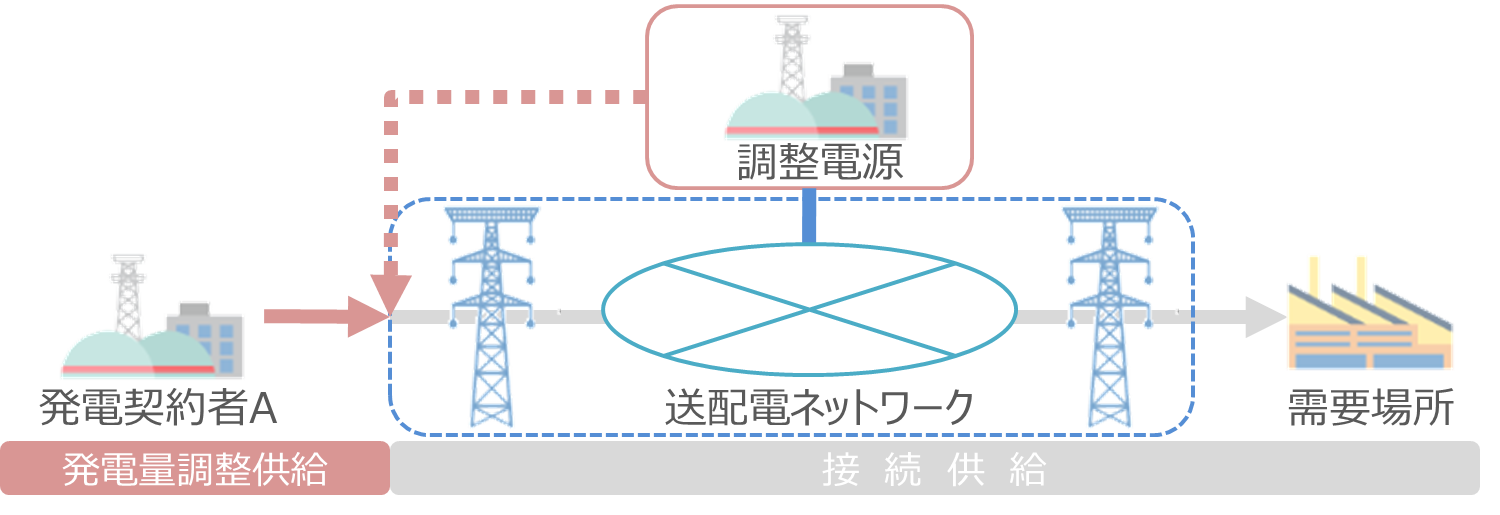 調整電源
発電契約者A
送配電ネットワーク
需要場所
発電量調整供給
接続供給